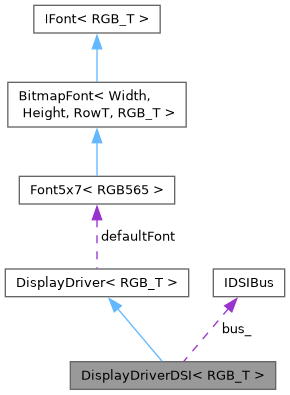 IFont< RGB_T >
BitmapFont< Width,
Height, RowT, RGB_T >
Font5x7< RGB565 >
defaultFont
DisplayDriver< RGB_T >
IDSIBus
bus_
DisplayDriverDSI< RGB_T >